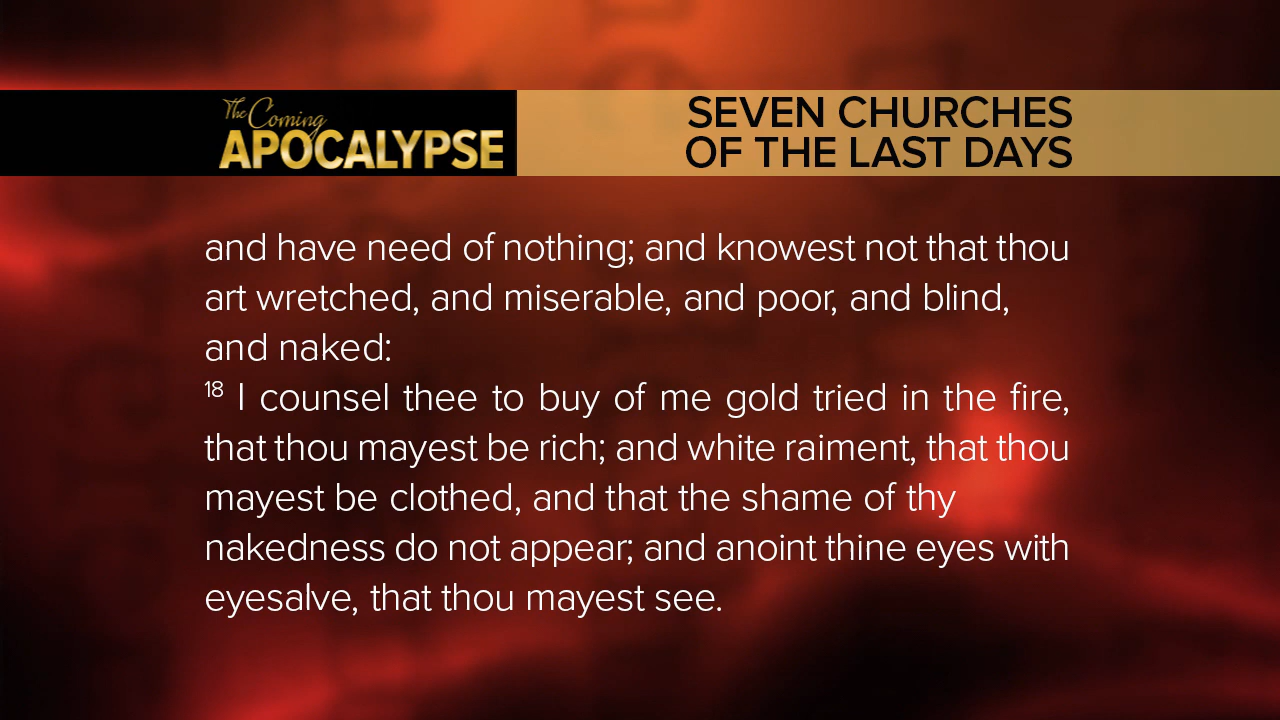 The Coming
APOCALYPSE
SEVEN CHURCHES
OF THE LAST DAYS
and have need of nothing; and knowest not that thou
art wretched, and miserable, and poor, and blind,
and naked:
18 I counsel thee to buy of me gold tried in the fire,
that thou mayest be rich; and white raiment, that thou
mayest be clothed, and that the shame of thy
nakedness do not appear; and anoint thine eyes with
eyesalve, that thou mayest see.